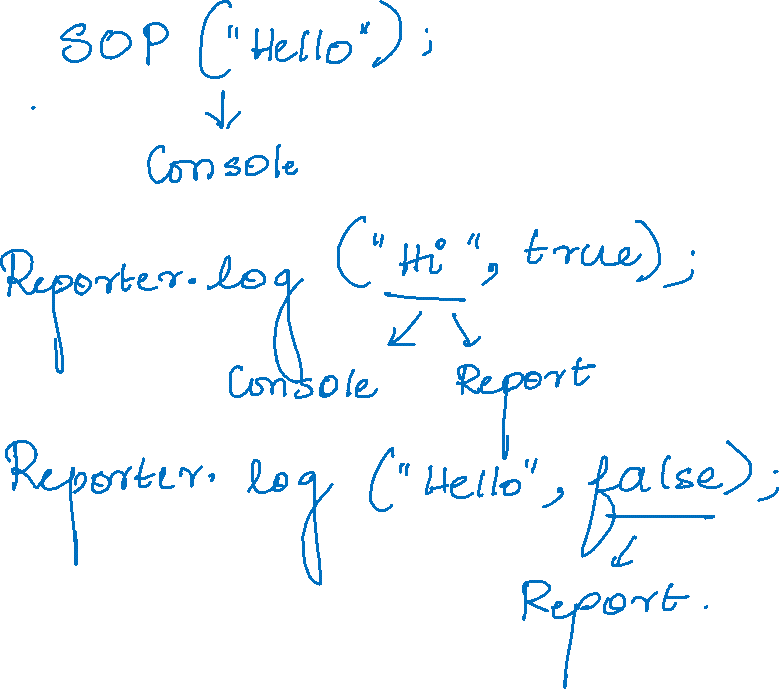 SOP ("Hello");
Console
Reporter.log ("Hi", true);
Console Report
Reporter. log ("Hello", false);
Report.